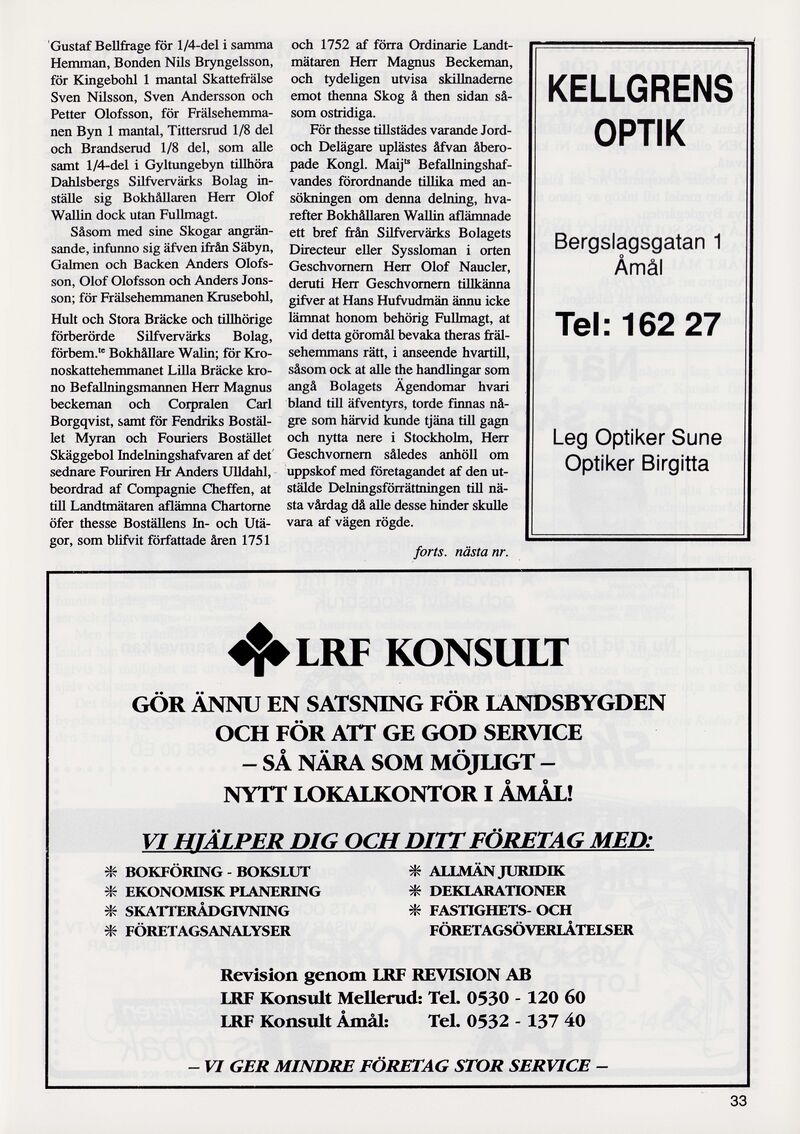 Gustaf Bellfrage för 1/4-del i samma
Hemman, Bonden Nils Bryngelsson,
för Kingebohl 1 mantal Skattefrälse
Sven Nilsson, Sven Andersson och
Petter Olofsson, för Frälsehemma-
nen Byn 1 mantal, Tittersrud 1/8 del
och Brandserud 1/8 del, som alle
samt 1/4-del i Gyltungebyn tillhöra
Dahlsbergs Silfvervärks Bolag in-
ställe sig Bokhållaren Herr Olof
Wallin dock utan Fullmagt.
Såsom med sine Skogar angrän-
sande, infunno sig äfven ifrån Säbyn,
Galmen och Backen Anders Olofs-
son, Olof Olofsson och Anders Jons-
son; för Frälsehemmanen Krusebohl,
Hult och Stora Bräcke och tillhörige
förberörde Silfvervärks Bolag,
förbem.te Bokhållare Walin; för Kro-
noskattehemmanet Lilla Bräcke kro-
no Befallningsmannen Herr Magnus
beckeman och Corpralen Carl
Borgqvist, samt för Fendriks Bostäl-
let Myran och Fouriers Bostället
Skäggebol Indelningshafvaren af det
sednare Fouriren Hr Anders Ulldahl,
beordrad af Compagnie Cheffen, at
till Landtmätaren aflämna Chartorne
öfer thesse Boställens In- och Utä-
gor, som blifvit författade åren 1751
och 1752 af förra Ordinarie Landt-
mätaren Herr Magnus Beckeman,
och tydeligen utvisa skillnaderne
emot thenna Skog å then sidan så-
som ostridiga.
För thesse tillstädes varande Jord-
och Delägare uplästes åfvan åbero-
pade Kongl. Maijts Befallningshaf-
vandes förordnande tillika med an-
sökningen om denna delning, hva-
refter Bokhållaren Wallin aflämnade
ett bref från Silfvervärks Bolagets
Directeur eller Syssloman i orten
Geschvornern Herr Olof Naucler,
deruti Herr Geschvornern tillkänna
gifver at Hans Hufvudmän ännu icke
lämnat honom behörig Fullmagt, at
vid detta göromål bevaka theras fräl-
sehemmans rätt, i anseende hvartill,
såsom ock at alle the handlingar som
angå Bolagets Ägendomar hvari
bland till äfventyrs, torde finnas nå-
gre som härvid kunde tjäna till gagn
och nytta nere i Stockholm, Herr
Geschvornern således anhöll om
uppskof med företagandet af den ut-
stälde Delningsförrättningen till nä-
sta vårdag då alle desse hinder skulle
vara af vägen rögde.
forts. nästa nr.
KELLGRENS
OPTIK
Bergslagsgatan 1
Åmål
Tel: 162 27
Leg Optiker Sune
Optiker Birgitta
LRF KONSULT
GÖR ÄNNU EN SATSNING FÖR LANDSBYGDEN
OCH FÖR ATT GE GOD SERVICE
– SÅ NÄRA SOM MÖJLIGT –
NYTT LOKALKONTOR I ÅMÅL!
VI HJÄLPER DIG OCH DITT FÖRETAG MED:
✳ BOKFÖRING - BOKSLUT
✳ EKONOMISK PLANERING
✳ SKATTERÅDGIVNING
✳ FÖRETAGSANALYSER
✳ ALLMÄN JURIDIK
✳ DEKLARATIONER
✳ FASTIGHETS- OCH
FÖRETAGSÖVERLÅTELSER
Revision genom LRF REVISION AB
LRF Konsult Mellerud: Tel. 0530 - 120 60
LRF Konsult Åmål: Tel. 0532 - 137 40
– VI GER MINDRE FÖRETAG STOR SERVICE –
33